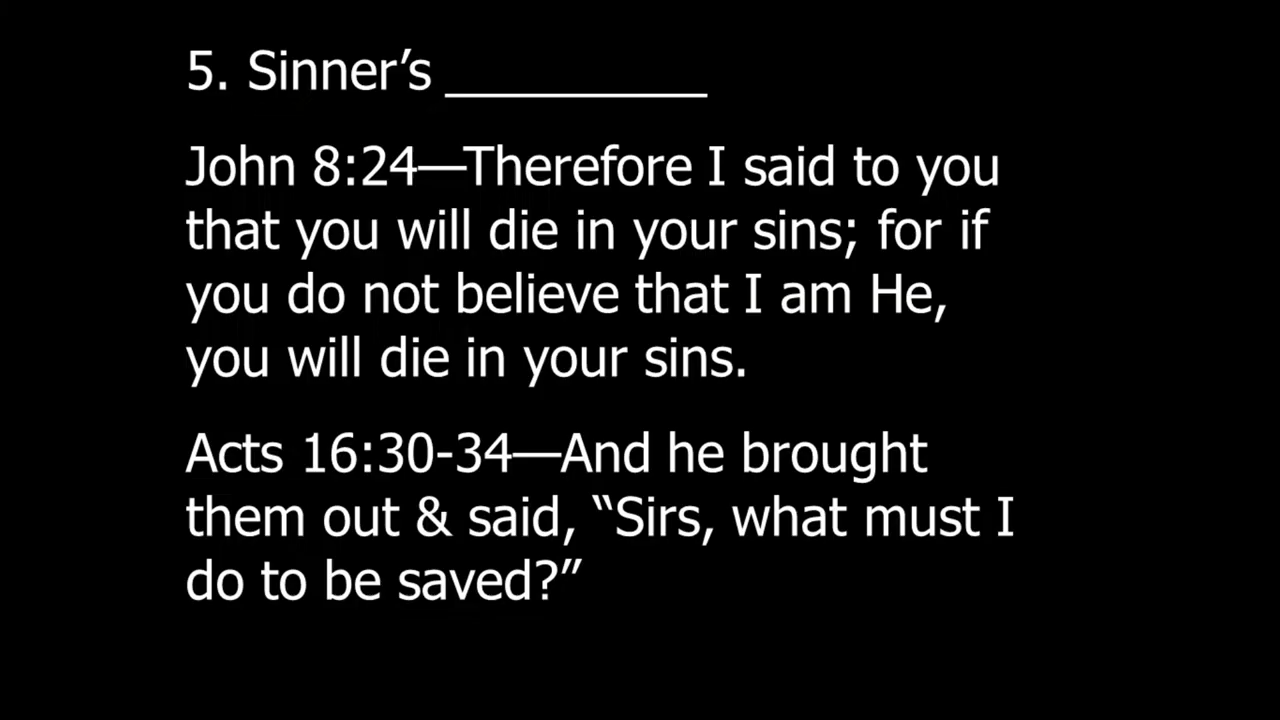 5. Sinner’s __________
John 8:24—Therefore I said to you
that you will die in your sins; for if
you do not believe that I am He,
you will die in your sins.
Acts 16:30-34—And he brought
them out & said, “Sirs, what must I
do to be saved?”